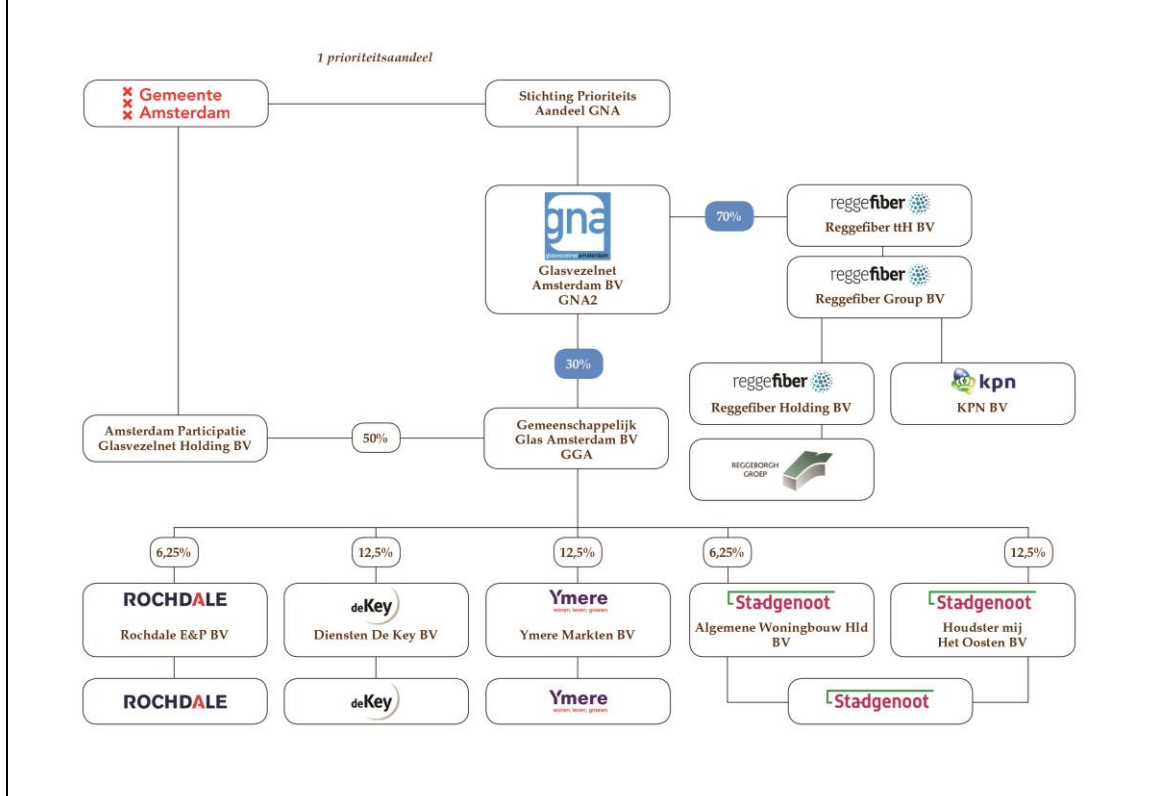 1 prioriteitsaandeel
Gemeente
Amsterdam
Stichting Prioriteits
Aandeel GNA
gna
glasvezelnet amsterdam
Glasvezelnet
Amsterdam BV
GNA2
70%
reggefiber
Reggefiber ttH BV
reggefiber
Reggefiber Group BV
30%
reggefiber
Reggefiber Holding BV
kpn
KPN BV
Amsterdam Participatie
Glasvezelnet Holding BV
50%
Gemeenschappelijk
Glas Amsterdam BV
GGA
REGGEBORGH
GROEP
6,25%
12,5%
12,5%
6,25%
12,5%
ROCHDALE
Rochdale E&P BV
deKey
Diensten De Key BV
Ymere
wonen, leven, groeien
Ymere Markten BV
Stadgenoot
Algemene Woningbouw Hld
BV
Stadgenoot
Houdster mij
Het Oosten BV
ROCHDALE
deKey
Ymere
wonen, leven, groeien
Stadgenoot